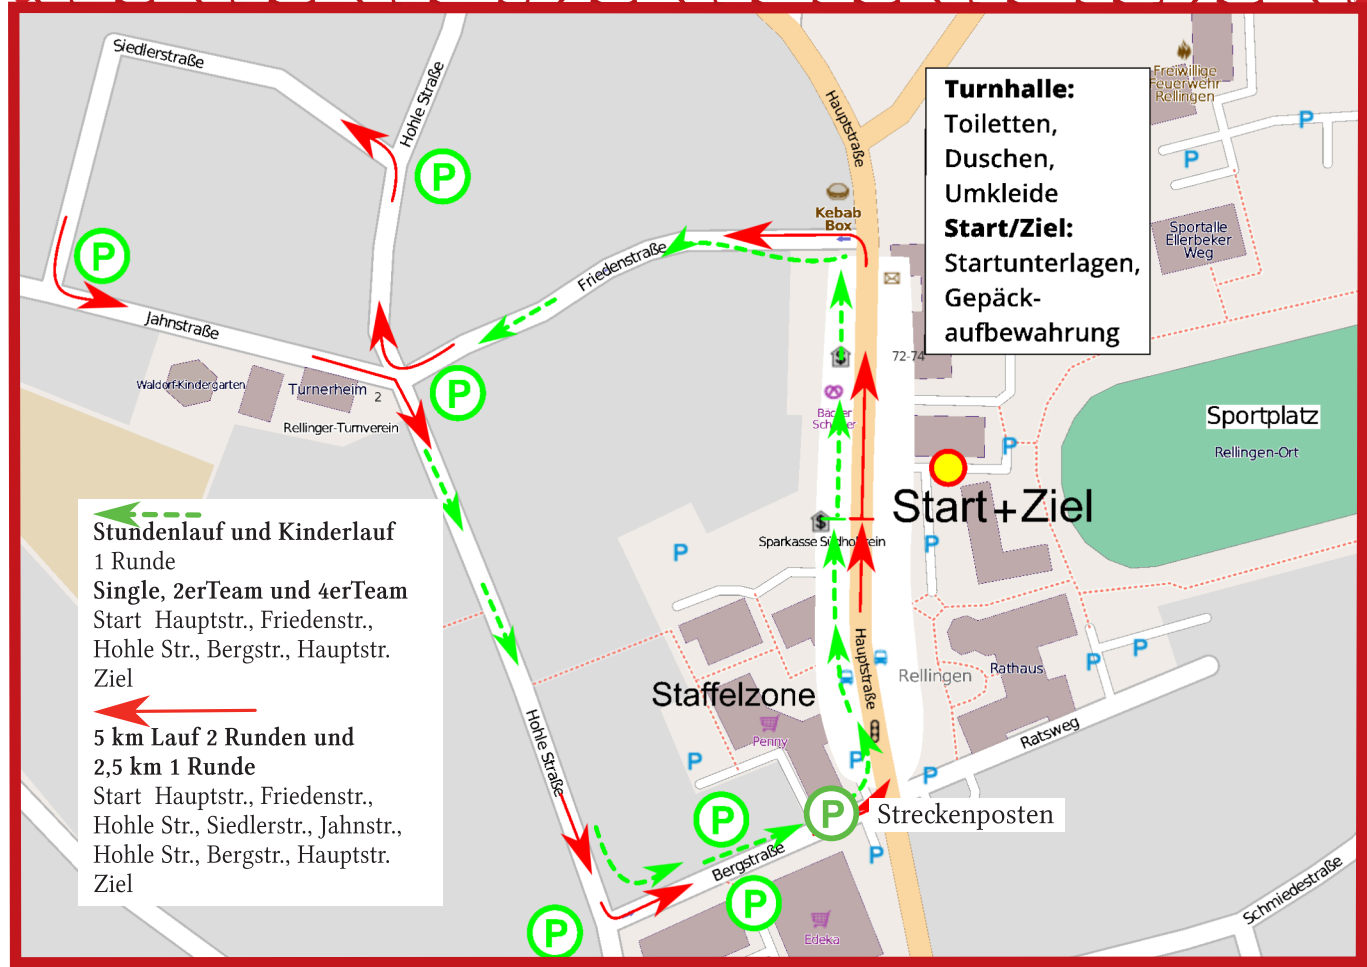 Siedlerstraße
Hohle Straße
Hauptstraße
Turnhalle:
Toiletten,
Duschen,
Umkleide
Start/Ziel:
Startunterlagen,
Gepäck-
aufbewahrung
Freiwillige
Feuerwehr
Rellingen
P
P
P
P
Kebab
Box
Friedenstraße
Sportalle
Ellerbeker
Weg
Jahnstraße
72-74
Waldorf-Kindergarten
Turnerheim
2
Rellinger-Turnverein
P
$
Bäcker
Sportplatz
Rellingen-Ort
P
Start+Ziel
$
Sparkasse Südholstein
P
P
Stundenlauf und Kinderlauf
1 Runde
Single, 2erTeam und 4erTeam
Start Hauptstr., Friedenstr.,
Hohle Str., Bergstr., Hauptstr.
Ziel
5 km Lauf 2 Runden und
2,5 km 1 Runde
Start Hauptstr., Friedenstr.,
Hohle Str., Siedlerstr., Jahnstr.,
Hohle Str., Bergstr., Hauptstr.
Ziel
Hauptstraße
Rellingen
Rathaus
P
P
Staffelzone
Penny
Ratsweg
Hohle Straße
P
P
P
P
P
Streckenposten
P
Bergstraße
P
P
Edeka
Schmiedestraße